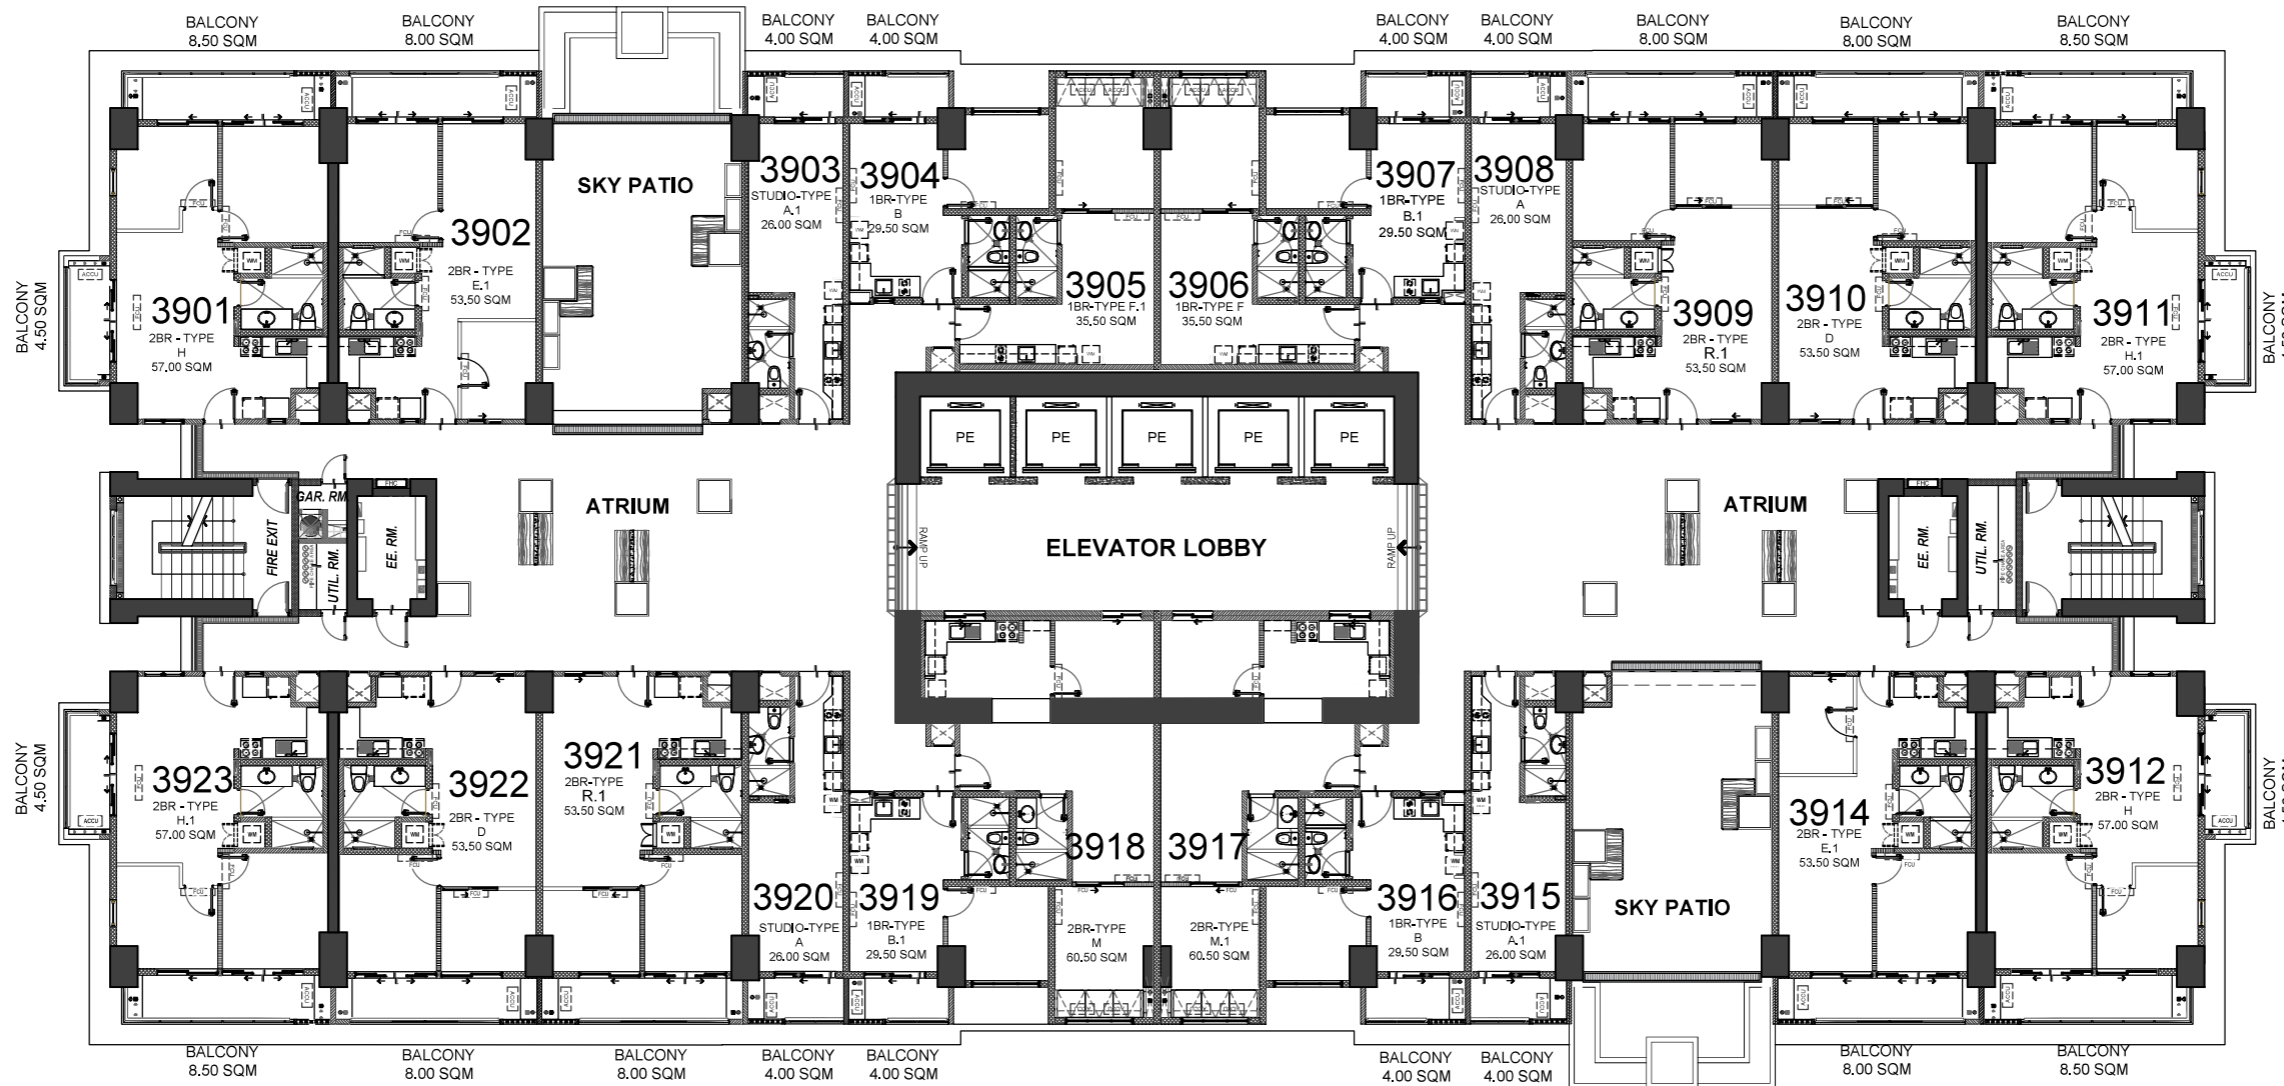 BALCONY
8.50 SQM
BALCONY
8.00 SQM
BALCONY
4.00 SQM
BALCONY
4.00 SQM
BALCONY
4.00 SQM
BALCONY
4.00 SQM
BALCONY
8.00 SQM
BALCONY
8.00 SQM
BALCONY
8.50 SQM
BALCONY
4.50 SQM
3901
2BR - TYPE
H
57.00 SQM
3902
2BR - TYPE
E.1
53.50 SQM
SKY PATIO
3903
STUDIO-TYPE
A.1
26.00 SQM
3904
1BR-TYPE
B
29.50 SQM
3905
1BR-TYPE F.1
35.50 SQM
3906
1BR-TYPE F
35.50 SQM
3907
1BR-TYPE
B.1
29.50 SQM
3908
STUDIO-TYPE
A
26.00 SQM
3909
2BR - TYPE
R.1
53.50 SQM
3910
2BR - TYPE
D
53.50 SQM
3911
2BR - TYPE
H.1
57.00 SQM
BALCONY
PE
PE
PE
PE
PE
FIRE EXIT
GAR. RM.
UTIL. RM.
FHC
EE. RM.
ATRIUM
RAMP UP
ELEVATOR LOBBY
RAMP UP
ATRIUM
FHC
EE. RM.
UTIL. RM.
BALCONY
4.50 SQM
3923
2BR - TYPE
H.1
57.00 SQM
3922
2BR - TYPE
D
53.50 SQM
3921
2BR-TYPE
R.1
53.50 SQM
3920
STUDIO-TYPE
A
26.00 SQM
3919
1BR-TYPE
B.1
29.50 SQM
3918
2BR-TYPE
M
60.50 SQM
3917
2BR-TYPE
M.1
60.50 SQM
3916
1BR-TYPE
B
29.50 SQM
3915
STUDIO-TYPE
A.1
26.00 SQM
SKY PATIO
3914
2BR - TYPE
E.1
53.50 SQM
3912
2BR - TYPE
H
57.00 SQM
BALCONY
BALCONY
8.50 SQM
BALCONY
8.00 SQM
BALCONY
8.00 SQM
BALCONY
4.00 SQM
BALCONY
4.00 SQM
BALCONY
4.00 SQM
BALCONY
4.00 SQM
BALCONY
8.00 SQM
BALCONY
8.50 SQM